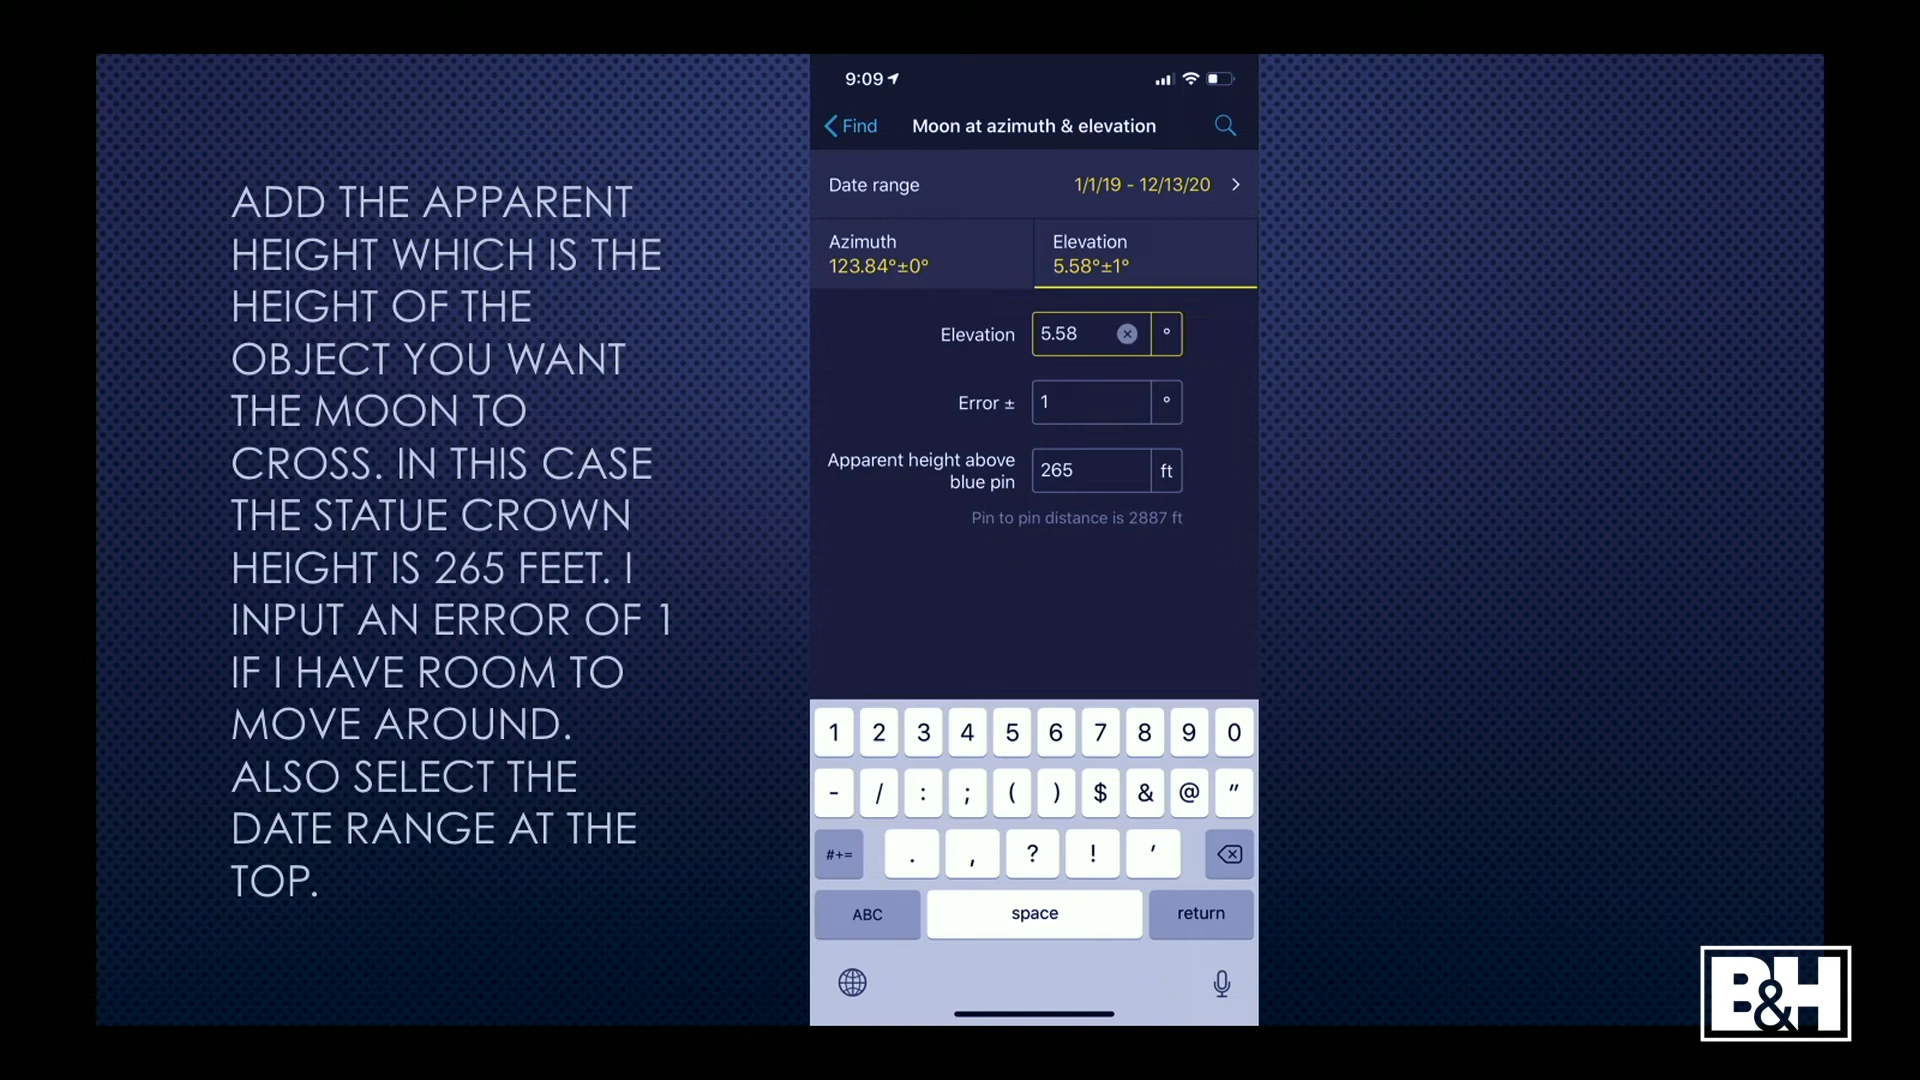 ADD THE APPARENT
HEIGHT WHICH IS THE
HEIGHT OF THE
OBJECT YOU WANT
THE MOON TO
CROSS. IN THIS CASE
THE STATUE CROWN
HEIGHT IS 265 FEET. I
INPUT AN ERROR OF 1
IF I HAVE ROOM TO
MOVE AROUND.
ALSO SELECT THE
DATE RANGE AT THE
TOP.
9:09
Find Moon at azimuth & elevation
Date range 1/1/19 - 12/13/20
Azimuth Elevation
123.84°±0° 5.58°±1°
Elevation 5.58 °
Error ± 1 °
Apparent height above
blue pin 265 ft
Pin to pin distance is 2887 ft
1 2 3 4 5 6 7 8 9 0
- / : ; ( ) $ & @ "
#+= . , ? ! '
ABC space return
B&H